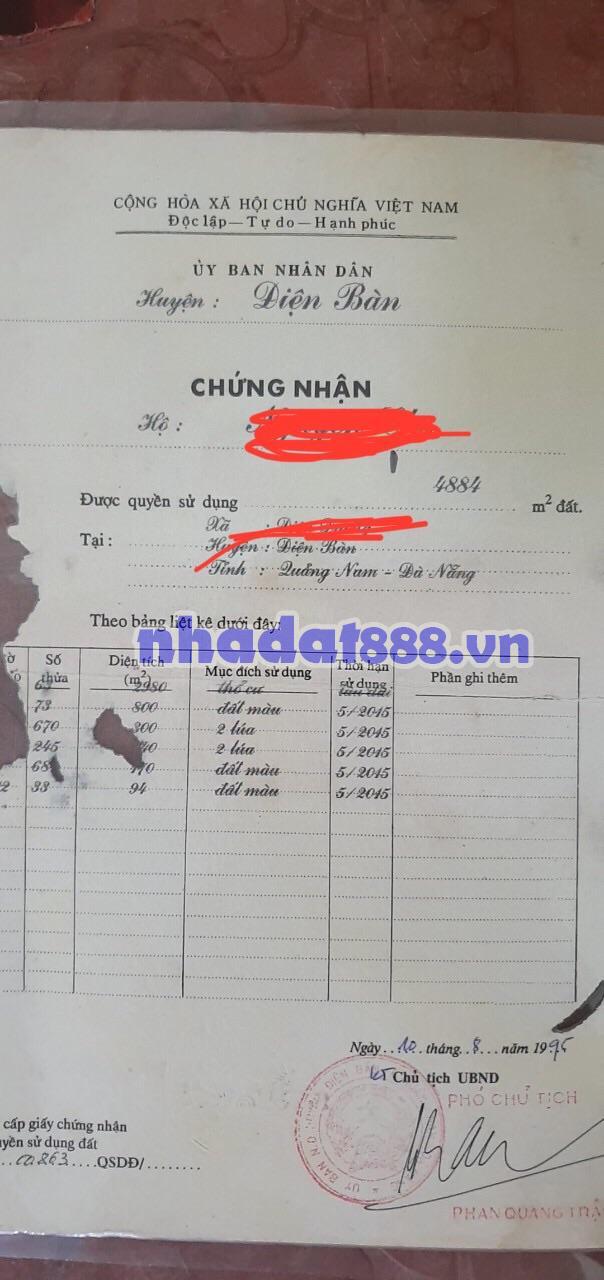 CỘNG HÒA XÃ HỘI CHỦ NGHĨA VIỆT NAM
Độc lập — Tự do — Hạnh phúc
ỦY BAN NHÂN DÂN
Huyện : Điện Bàn
CHỨNG NHẬN
Hộ :
4884
Được quyền sử dụng m² đất.
Xã :
Tại : Huyện : Điện Bàn
Tỉnh : Quảng Nam - Đà Nẵng
Theo bảng liệt kê dưới đây:
nhadat888.vn
Số thửa Diện tích (m²) Mục đích sử dụng Thời hạn sử dụng Phần ghi thêm
2980 thổ cư lâu dài
73 800 đất màu 5/2015
670 300 2 lúa 5/2015
245 2 lúa 5/2015
68 đất màu 5/2015
33 94 đất màu 5/2015
Ngày 10 tháng 8 năm 1995
KT Chủ tịch UBND
PHÓ CHỦ TỊCH
cấp giấy chứng nhận
quyền sử dụng đất
863 QSDĐ/
PHAN QUANG